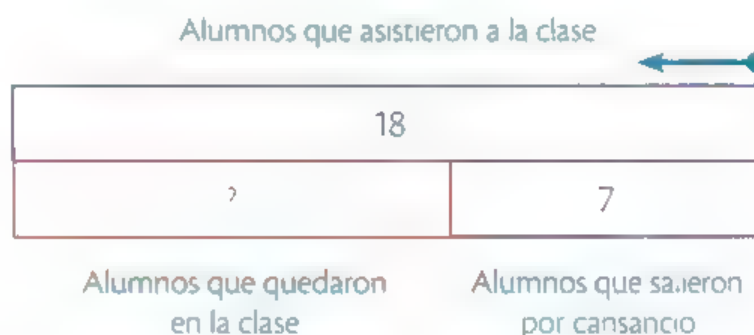 Alumnos que asistieron a la clase
18
?
7
Alumnos que quedaron
en la clase
Alumnos que salieron
por cansancio